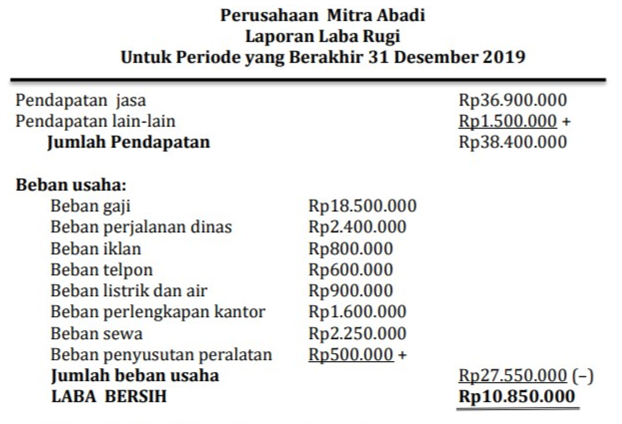 Perusahaan Mitra Abadi
Laporan Laba Rugi
Untuk Periode yang Berakhir 31 Desember 2019
Pendapatan jasa Rp36.900.000
Pendapatan lain-lain Rp1.500.000 +
Jumlah Pendapatan Rp38.400.000
Beban usaha:
Beban gaji Rp18.500.000
Beban perjalanan dinas Rp2.400.000
Beban iklan Rp800.000
Beban telpon Rp600.000
Beban listrik dan air Rp900.000
Beban perlengkapan kantor Rp1.600.000
Beban sewa Rp2.250.000
Beban penyusutan peralatan Rp500.000 +
Jumlah beban usaha Rp27.550.000 (–)
LABA BERSIH Rp10.850.000